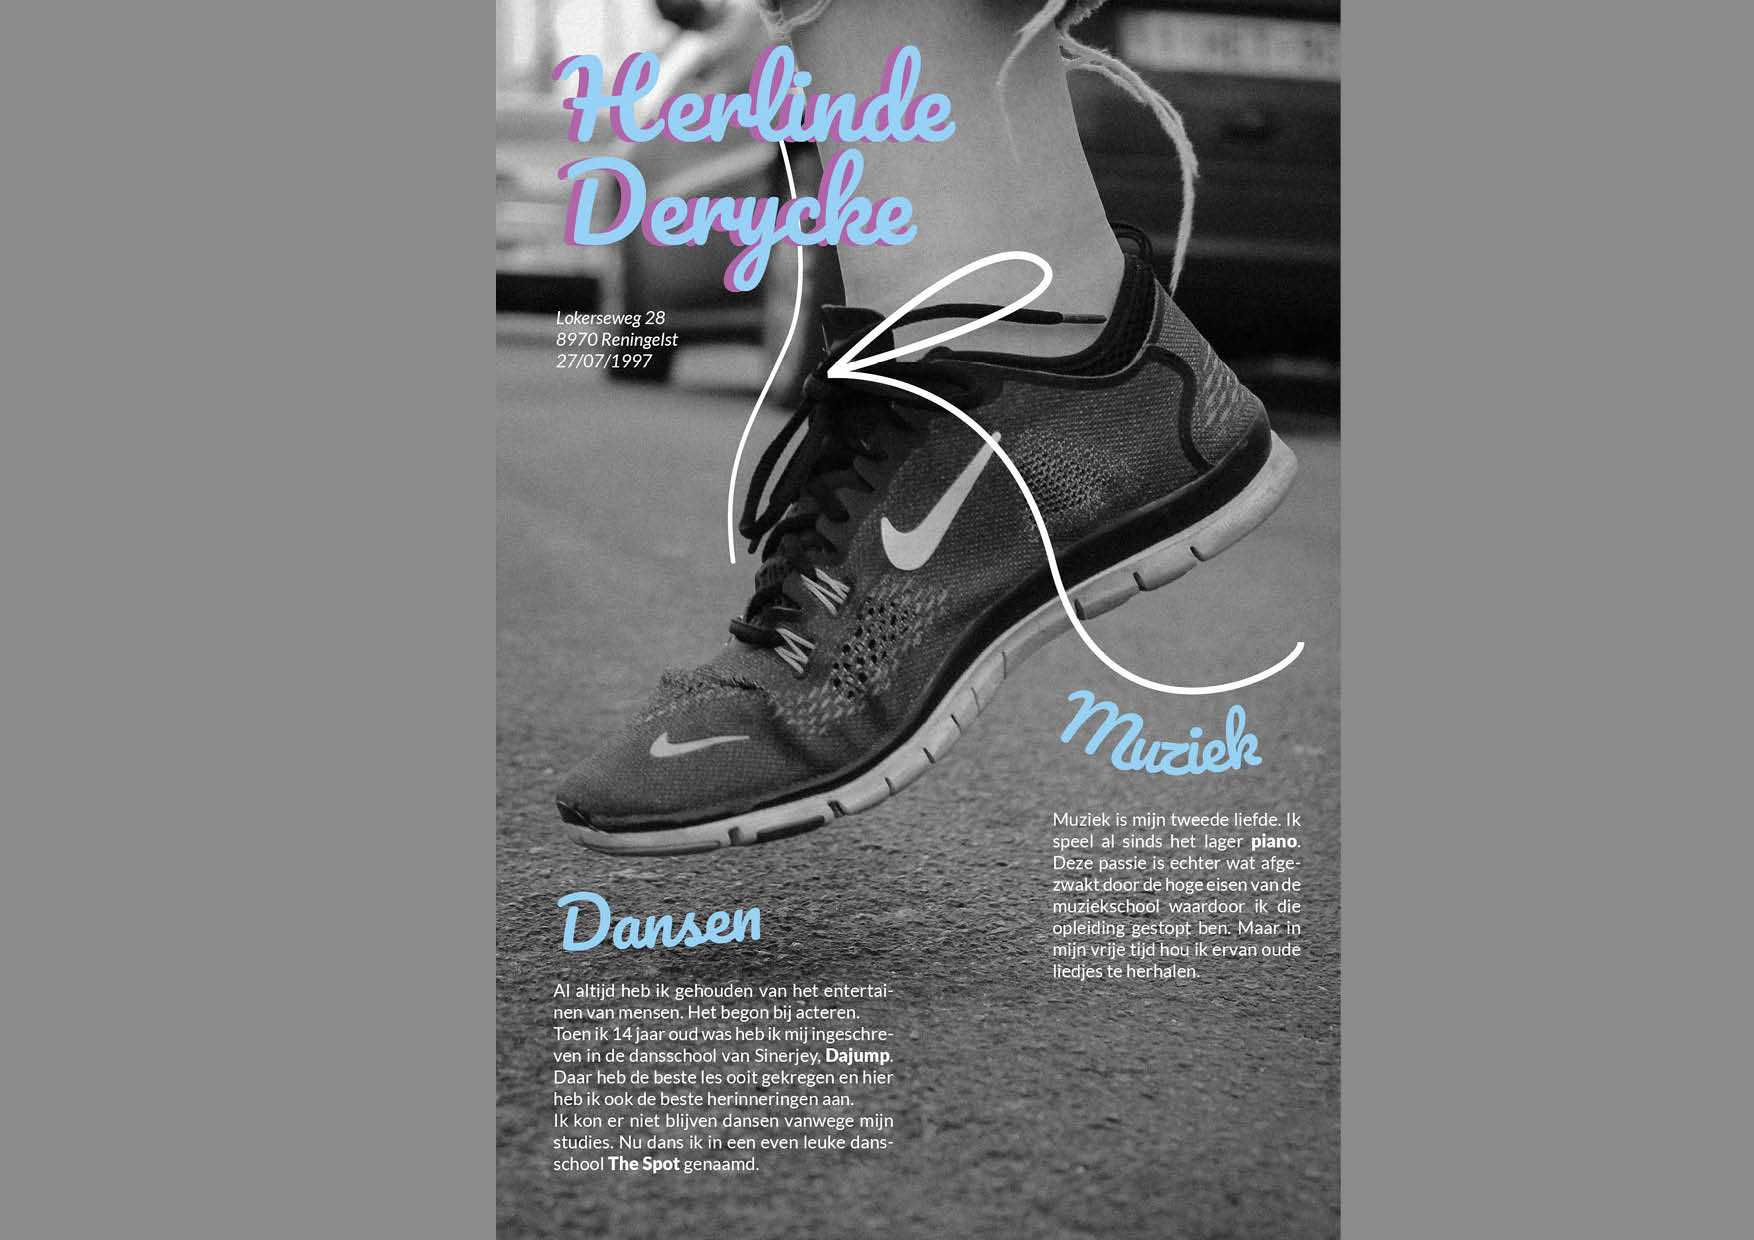 Herlinde
Derycke
Lokerseweg 28
8970 Reningelst
27/07/1997
Muziek
Muziek is mijn tweede liefde. Ik
speel al sinds het lager piano.
Deze passie is echter wat afge-
zwakt door de hoge eisen van de
muziekschool waardoor ik die
opleiding gestopt ben. Maar in
mijn vrije tijd hou ik ervan oude
liedjes te herhalen.
Dansen
Al altijd heb ik gehouden van het entertai-
nen van mensen. Het begon bij acteren.
Toen ik 14 jaar oud was heb ik mij ingeschre-
ven in de dansschool van Sinerjey, Dajump.
Daar heb de beste les ooit gekregen en hier
heb ik ook de beste herinneringen aan.
Ik kon er niet blijven dansen vanwege mijn
studies. Nu dans ik in een even leuke dans-
school The Spot genaamd.